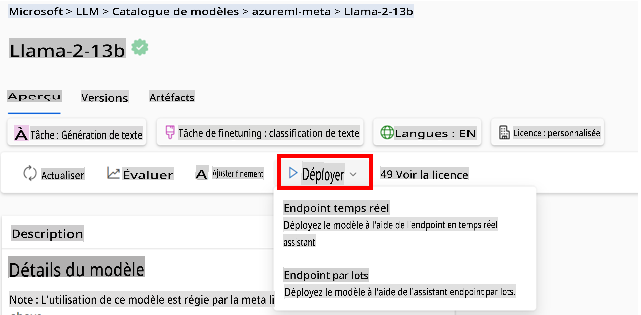 Microsoft > LLM > Catalogue de modèles > azureml-meta > Llama-2-13b
Llama-2-13b
Aperçu Versions Artéfacts
Tâche : Génération de texte Tâche de finetuning : classification de texte Langues : EN Licence : personnalisée
Actualiser Évaluer Ajuster finement Déployer 49 Voir la licence
Endpoint temps réel
Déployez le modèle à l'aide de l endpoint en temps réel
assistant
Description
Endpoint par lots
Détails du modèle
Déployez le modèle à l'aide de l'assistant endpoint par lots.
Note : L'utilisation de ce modèle est régie par la meta li